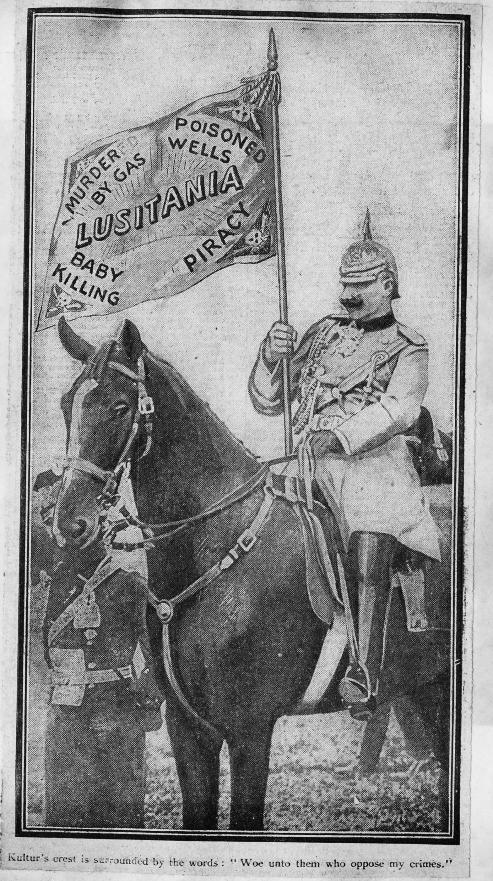 MURDER
BY GAS
POISONED
WELLS
LUSITANIA
BABY
KILLING
PIRACY
Kultur's crest is surrounded by the words : " Woe unto them who oppose my crimes."